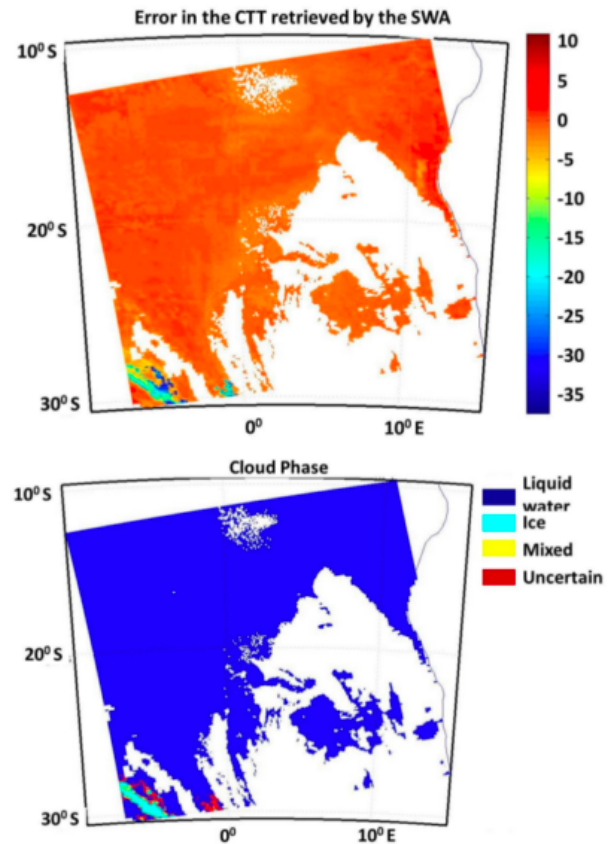 Error in the CTT retrieved by the SWA
10⁰ S
20⁰ S
30⁰ S
0⁰
10⁰ E
10
5
0
-5
-10
-15
-20
-25
-30
-35
Cloud Phase
10⁰ S
20⁰ S
30⁰ S
0⁰
10⁰ E
Liquid
water
Ice
Mixed
Uncertain